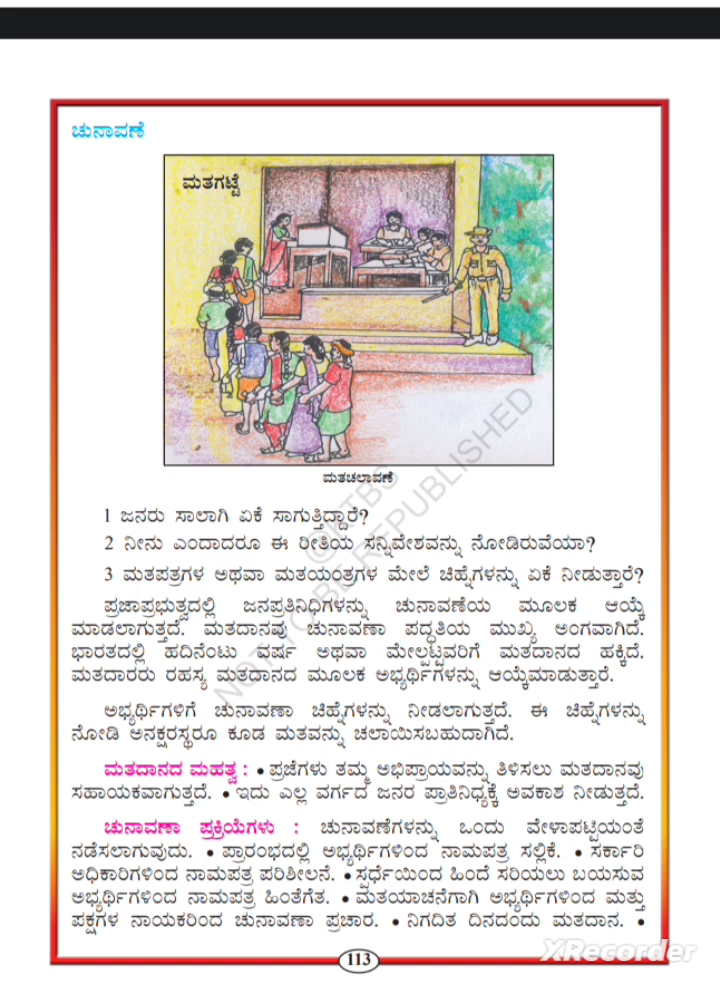 ಚುನಾವಣೆ
ಮತಗಟ್ಟೆ
ಮತಚಲಾವಣೆ
1 ಜನರು ಸಾಲಾಗಿ ಏಕೆ ಸಾಗುತ್ತಿದ್ದಾರೆ?
2 ನೀನು ಎಂದಾದರೂ ಈ ರೀತಿಯ ಸನ್ನಿವೇಶವನ್ನು ನೋಡಿರುವೆಯಾ?
3 ಮತಪತ್ರಗಳ ಅಥವಾ ಮತಯಂತ್ರಗಳ ಮೇಲೆ ಚಿಹ್ನೆಗಳನ್ನು ಏಕೆ ನೀಡುತ್ತಾರೆ?
ಪ್ರಜಾಪ್ರಭುತ್ವದಲ್ಲಿ ಜನಪ್ರತಿನಿಧಿಗಳನ್ನು ಚುನಾವಣೆಯ ಮೂಲಕ ಆಯ್ಕೆ
ಮಾಡಲಾಗುತ್ತದೆ. ಮತದಾನವು ಚುನಾವಣಾ ಪದ್ಧತಿಯ ಮುಖ್ಯ ಅಂಗವಾಗಿದೆ.
ಭಾರತದಲ್ಲಿ ಹದಿನೆಂಟು ವರ್ಷ ಅಥವಾ ಮೇಲ್ಪಟ್ಟವರಿಗೆ ಮತದಾನದ ಹಕ್ಕಿದೆ.
ಮತದಾರರು ರಹಸ್ಯ ಮತದಾನದ ಮೂಲಕ ಅಭ್ಯರ್ಥಿಗಳನ್ನು ಆಯ್ಕೆಮಾಡುತ್ತಾರೆ.
ಅಭ್ಯರ್ಥಿಗಳಿಗೆ ಚುನಾವಣಾ ಚಿಹ್ನೆಗಳನ್ನು ನೀಡಲಾಗುತ್ತದೆ. ಈ ಚಿಹ್ನೆಗಳನ್ನು
ನೋಡಿ ಅನಕ್ಷರಸ್ಥರೂ ಕೂಡ ಮತವನ್ನು ಚಲಾಯಿಸಬಹುದಾಗಿದೆ.
ಮತದಾನದ ಮಹತ್ವ : • ಪ್ರಜೆಗಳು ತಮ್ಮ ಅಭಿಪ್ರಾಯವನ್ನು ತಿಳಿಸಲು ಮತದಾನವು
ಸಹಾಯಕವಾಗುತ್ತದೆ. • ಇದು ಎಲ್ಲ ವರ್ಗದ ಜನರ ಪ್ರಾತಿನಿಧ್ಯಕ್ಕೆ ಅವಕಾಶ ನೀಡುತ್ತದೆ.
ಚುನಾವಣಾ ಪ್ರಕ್ರಿಯೆಗಳು : ಚುನಾವಣೆಗಳನ್ನು ಒಂದು ವೇಳಾಪಟ್ಟಿಯಂತೆ
ನಡೆಸಲಾಗುವುದು. • ಪ್ರಾರಂಭದಲ್ಲಿ ಅಭ್ಯರ್ಥಿಗಳಿಂದ ನಾಮಪತ್ರ ಸಲ್ಲಿಕೆ. • ಸರ್ಕಾರಿ
ಅಧಿಕಾರಿಗಳಿಂದ ನಾಮಪತ್ರ ಪರಿಶೀಲನೆ. • ಸ್ಪರ್ಧೆಯಿಂದ ಹಿಂದೆ ಸರಿಯಲು ಬಯಸುವ
ಅಭ್ಯರ್ಥಿಗಳಿಂದ ನಾಮಪತ್ರ ಹಿಂತೆಗೆತ. • ಮತಯಾಚನೆಗಾಗಿ ಅಭ್ಯರ್ಥಿಗಳಿಂದ ಮತ್ತು
ಪಕ್ಷಗಳ ನಾಯಕರಿಂದ ಚುನಾವಣಾ ಪ್ರಚಾರ. • ನಿಗದಿತ ದಿನದಂದು ಮತದಾನ. •
113
©KTBS
NOT TO BE REPUBLISHED
XRecorder